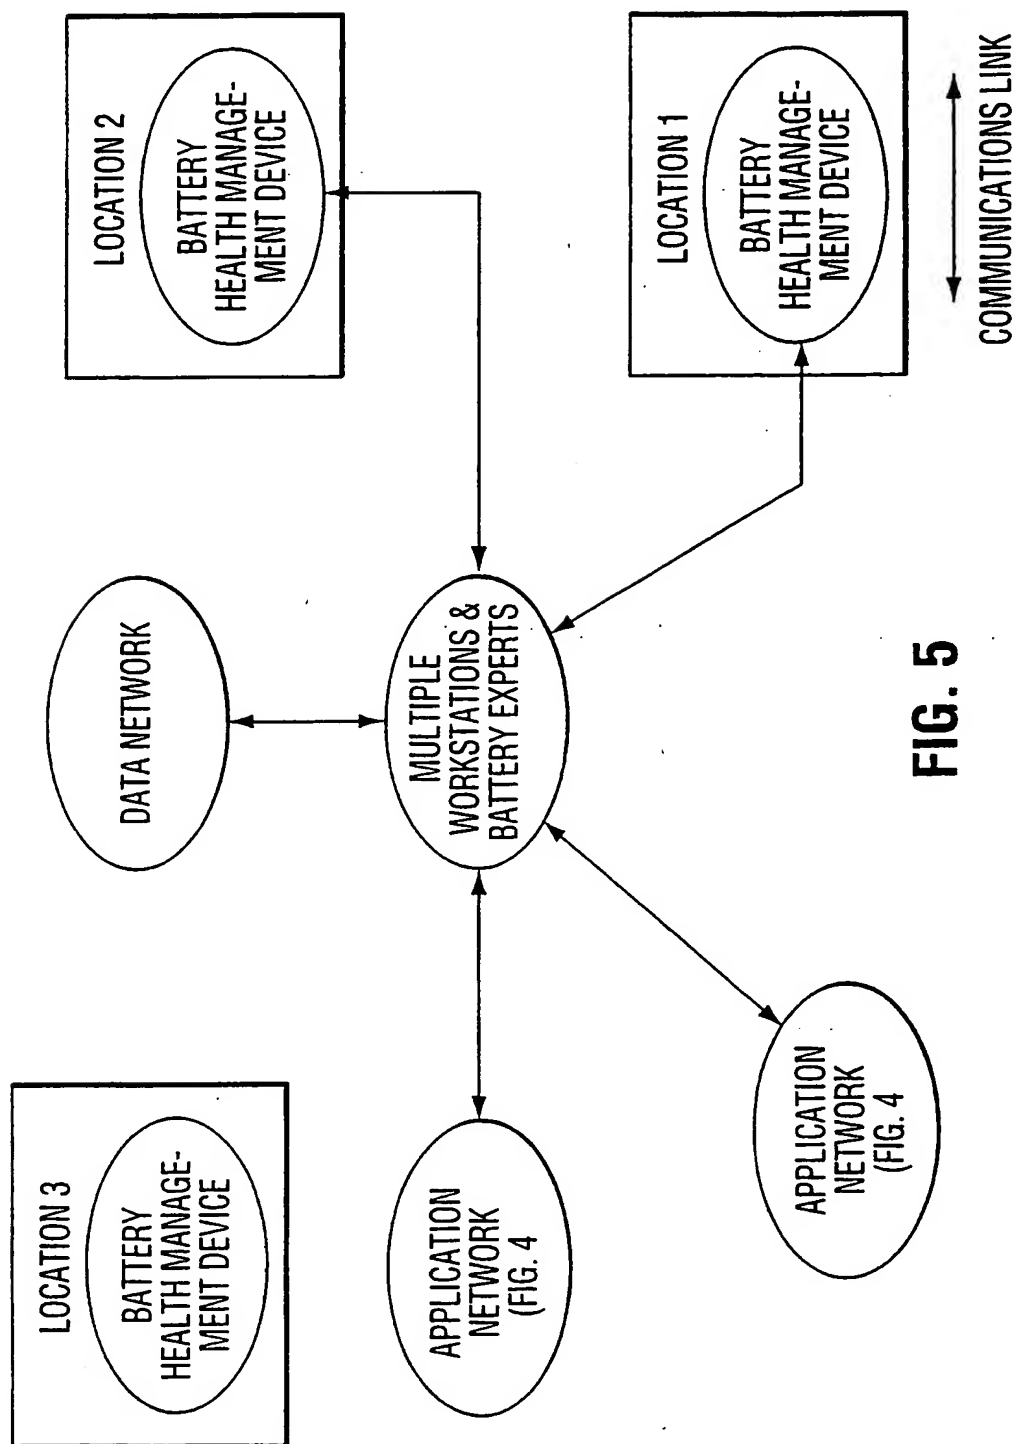 LOCATION 3
BATTERY
HEALTH MANAGE-
MENT DEVICE
DATA NETWORK
LOCATION 2
BATTERY
HEALTH MANAGE-
MENT DEVICE
APPLICATION
NETWORK
(FIG. 4
MULTIPLE
WORKSTATIONS &
BATTERY EXPERTS
APPLICATION
NETWORK
(FIG. 4
LOCATION 1
BATTERY
HEALTH MANAGE-
MENT DEVICE
COMMUNICATIONS LINK
FIG. 5